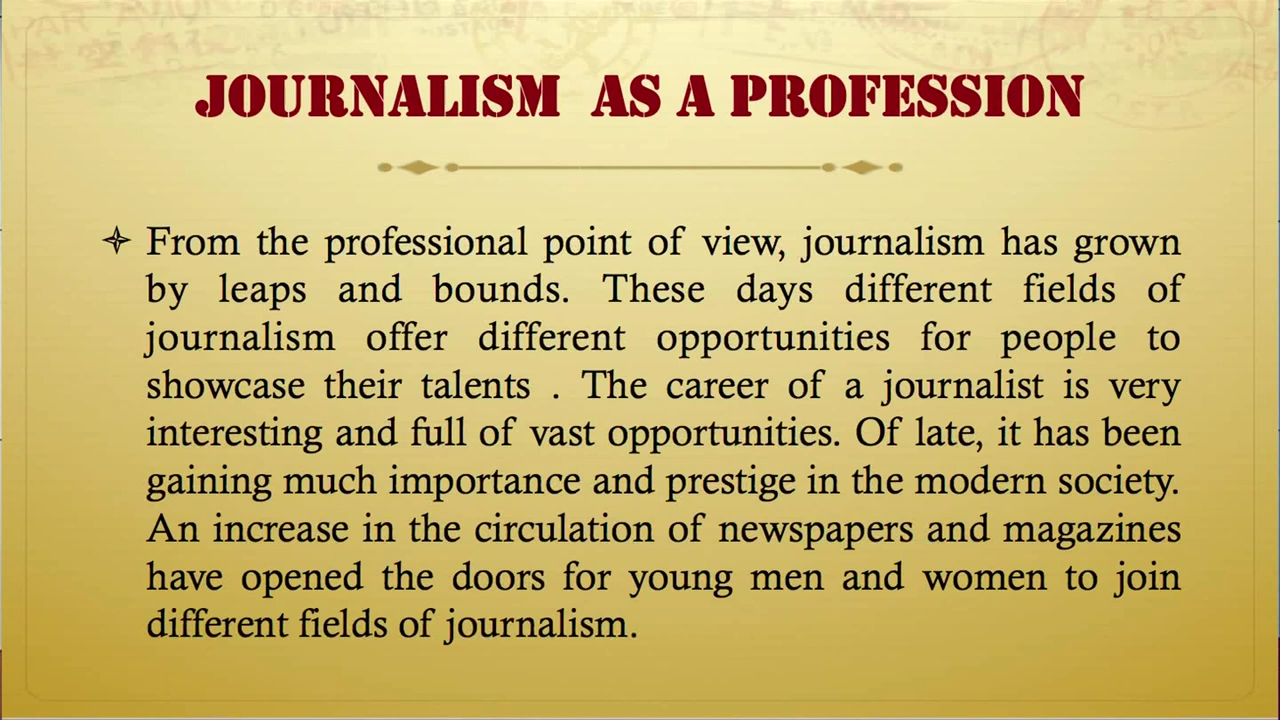 JOURNALISM AS A PROFESSION
From the professional point of view, journalism has grown
by leaps and bounds. These days different fields of
journalism offer different opportunities for people to
showcase their talents . The career of a journalist is very
interesting and full of vast opportunities. Of late, it has been
gaining much importance and prestige in the modern society.
An increase in the circulation of newspapers and magazines
have opened the doors for young men and women to join
different fields of journalism.